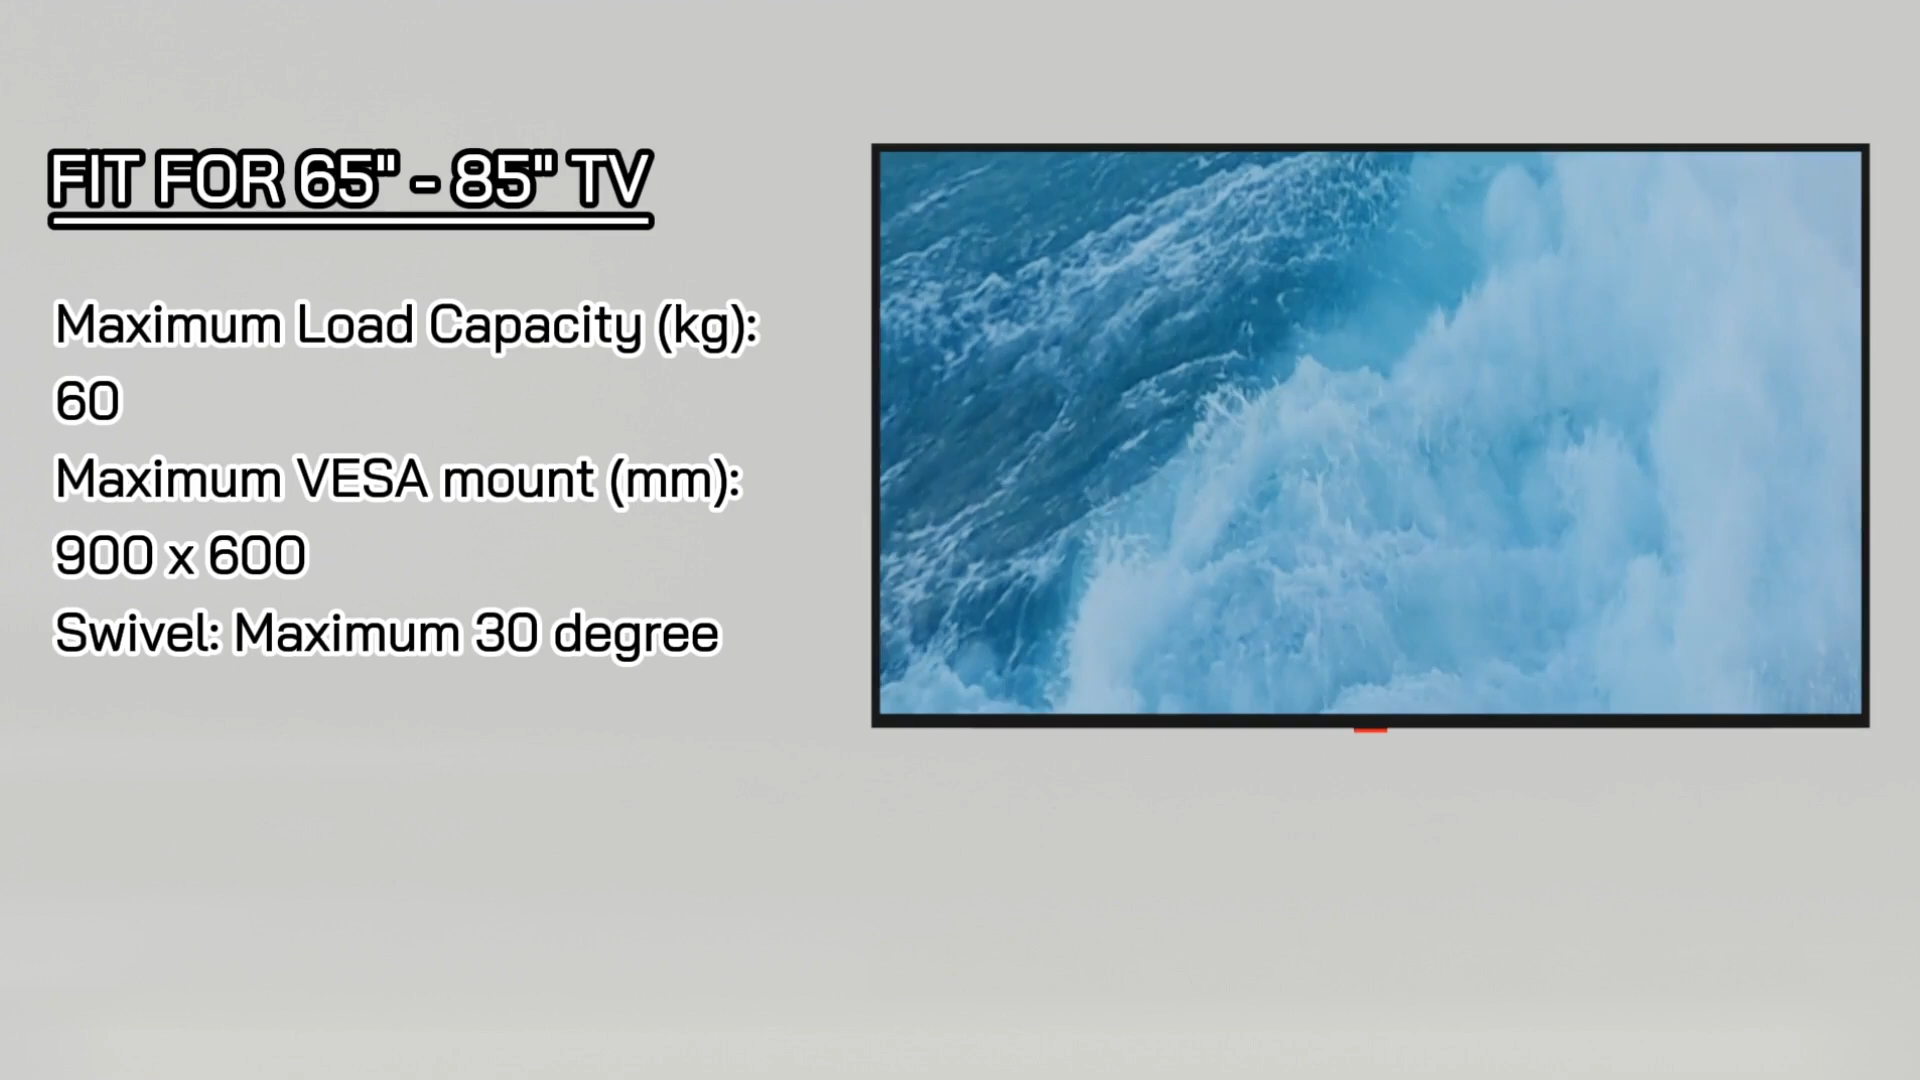 FIT FOR 65" - 85" TV
Maximum Load Capacity (kg):
60
Maximum VESA mount (mm):
900 x 600
Swivel: Maximum 30 degree